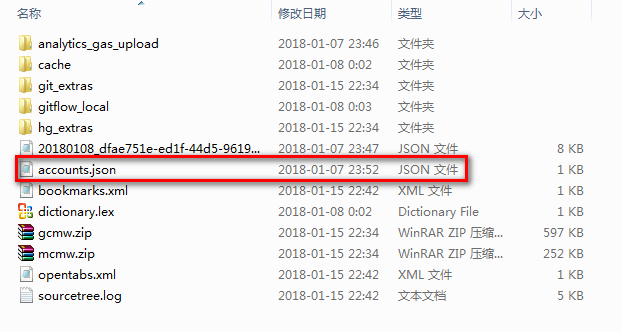 名称 修改日期 类型 大小
analytics_gas_upload 2018-01-07 23:46 文件夹
cache 2018-01-08 0:02 文件夹
git_extras 2018-01-15 22:34 文件夹
gitflow_local 2018-01-08 0:03 文件夹
hg_extras 2018-01-15 22:34 文件夹
20180108_dfae751e-ed1f-44d5-9619... 2018-01-07 23:47 JSON 文件 8 KB
accounts.json 2018-01-07 23:52 JSON 文件 1 KB
bookmarks.xml 2018-01-15 22:42 XML 文件 1 KB
dictionary.lex 2018-01-08 0:02 Dictionary File 1 KB
gcmw.zip 2018-01-15 22:34 WinRAR ZIP 压缩... 597 KB
mcmw.zip 2018-01-15 22:34 WinRAR ZIP 压缩... 252 KB
opentabs.xml 2018-01-15 22:42 XML 文件 1 KB
sourcetree.log 2018-01-15 22:42 文本文档 5 KB